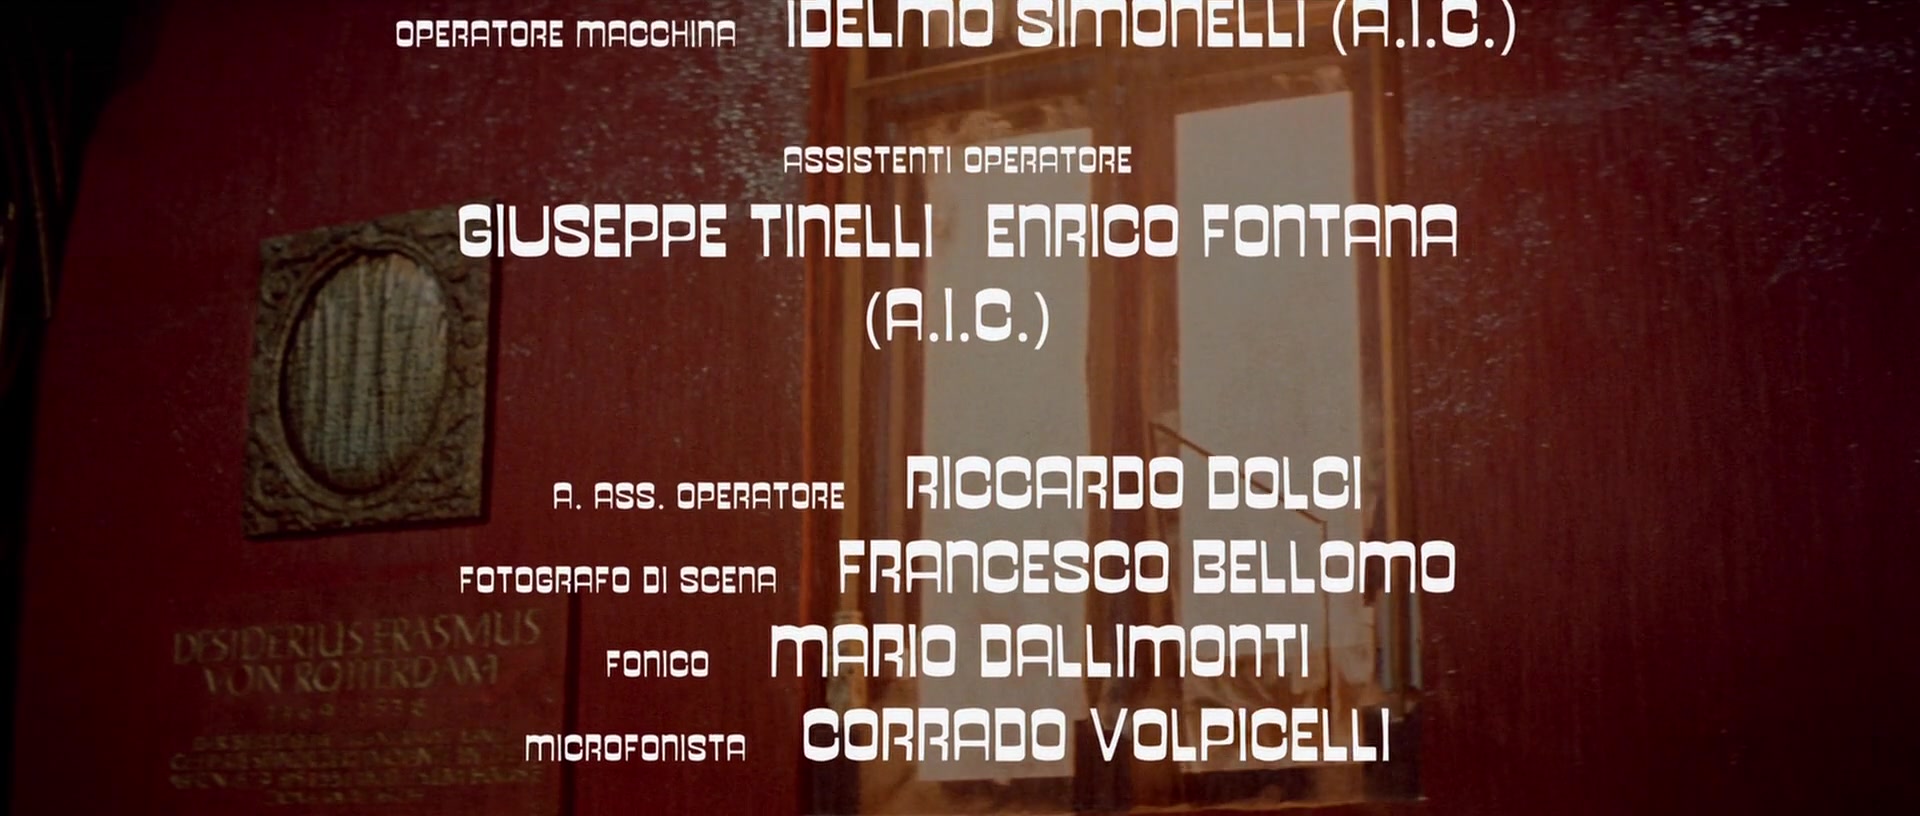 OPERATORE MACCHINA IDELMO SIMONELLI (A.I.C.)
ASSISTENTI OPERATORE
GIUSEPPE TINELLI ENRICO FONTANA
(A.I.C.)
A. ASS. OPERATORE RICCARDO DOLCI
FOTOGRAFO DI SCENA FRANCESCO BELLOMO
FONICO MARIO DALLIMONTI
MICROFONISTA CORRADO VOLPICELLI
DESIDERIUS ERASMUS
VON ROTTERDAM